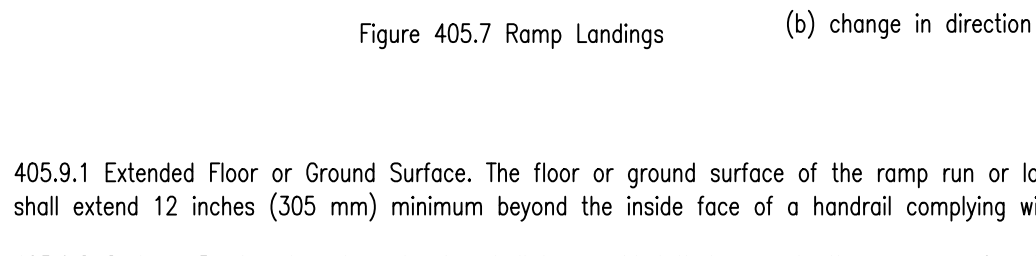 (b) change in direction
Figure 405.7 Ramp Landings
405.9.1 Extended Floor or Ground Surface. The floor or ground surface of the ramp run or
shall extend 12 inches (305 mm) minimum beyond the inside face of a handrail complying